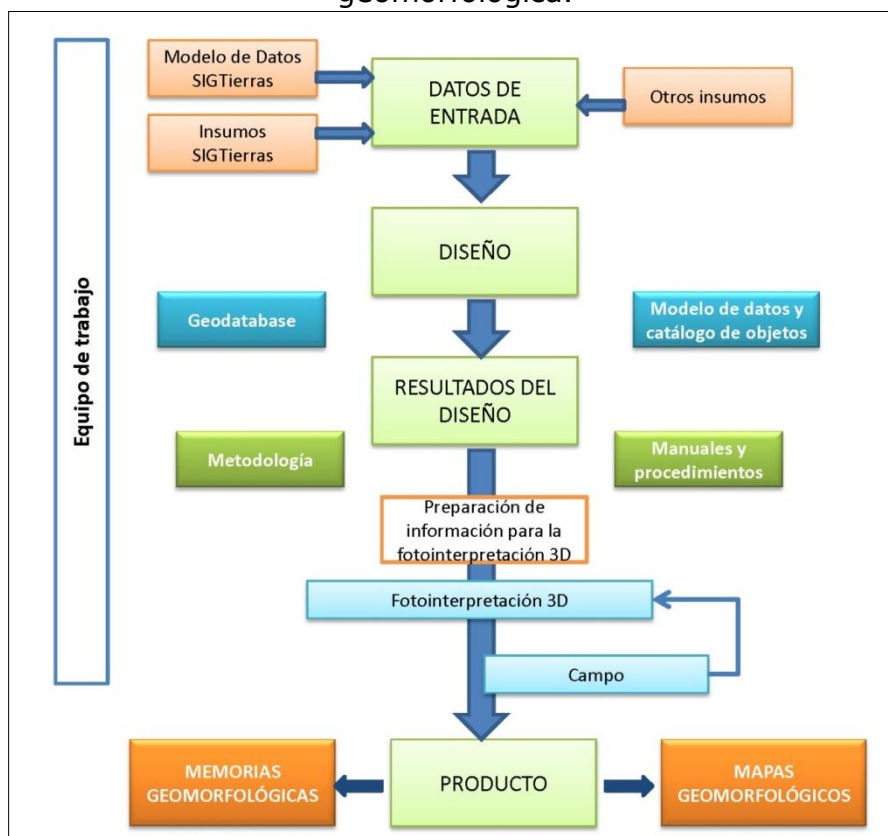 geomorfológica.
Modelo de Datos
SIGTierras
DATOS DE
ENTRADA
Otros insumos
Insumos
SIGTierras
DISEÑO
Equipo de trabajo
Geodatabase
Modelo de datos y
catálogo de objetos
RESULTADOS DEL
DISEÑO
Metodología
Manuales y
procedimientos
Preparación de
información para la
fotointerpretación 3D
Fotointerpretación 3D
Campo
MEMORIAS
GEOMORFOLÓGICAS
PRODUCTO
MAPAS
GEOMORFOLÓGICOS